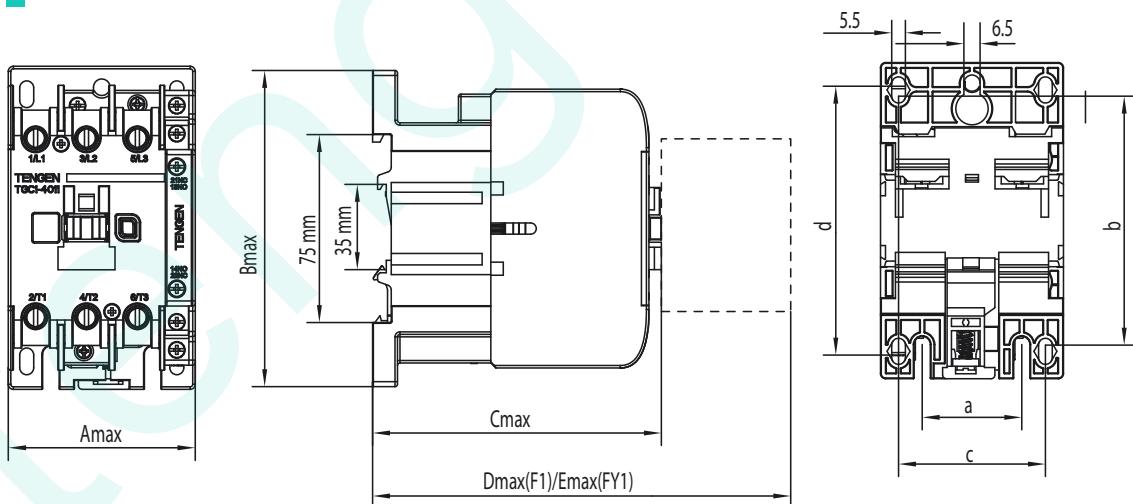 1/L1 3/L2 5/L3
TENGEN
TGC1-4011
TENGEN
2/T1 4/T2 6/T3
Amax
Bmax
75 mm
35 mm
Cmax
Dmax(F1)/Emax(FY1)
5.5
6.5
d
b
a
c